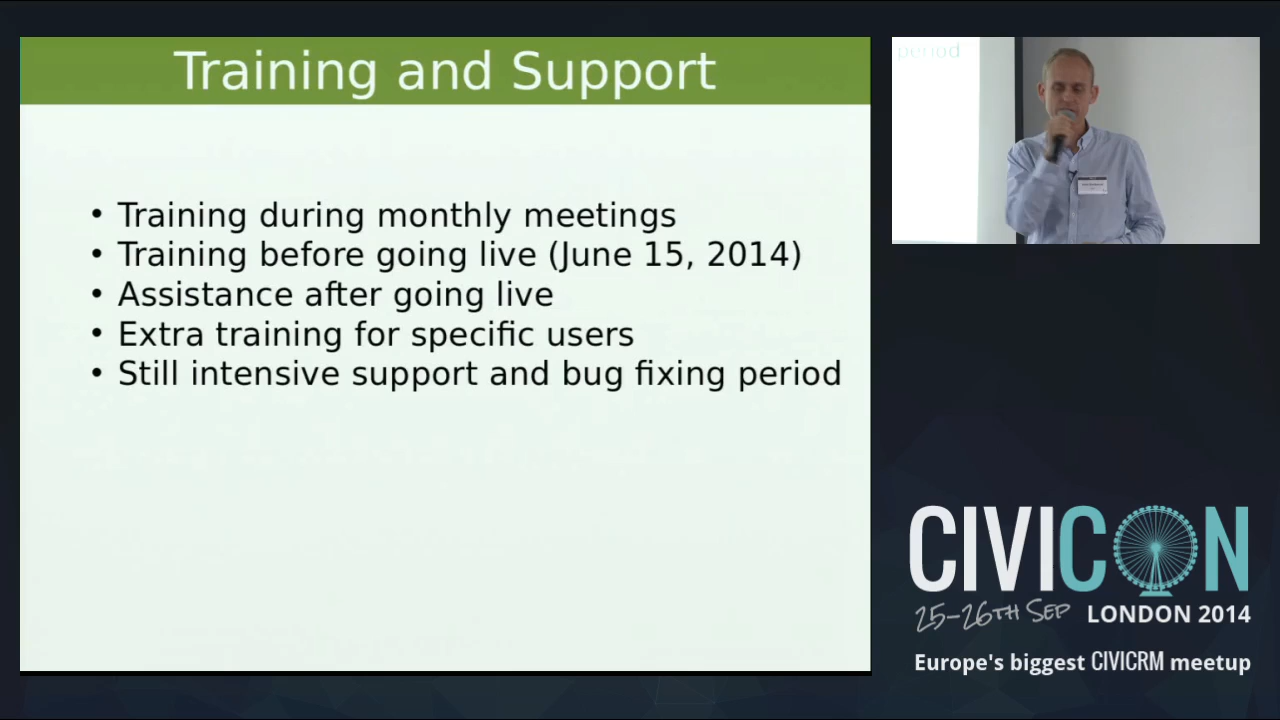 Training and Support
• Training during monthly meetings
• Training before going live (June 15, 2014)
• Assistance after going live
• Extra training for specific users
• Still intensive support and bug fixing period
period
CIVICON
25-26TH SEP LONDON 2014
Europe's biggest CIVICRM meetup